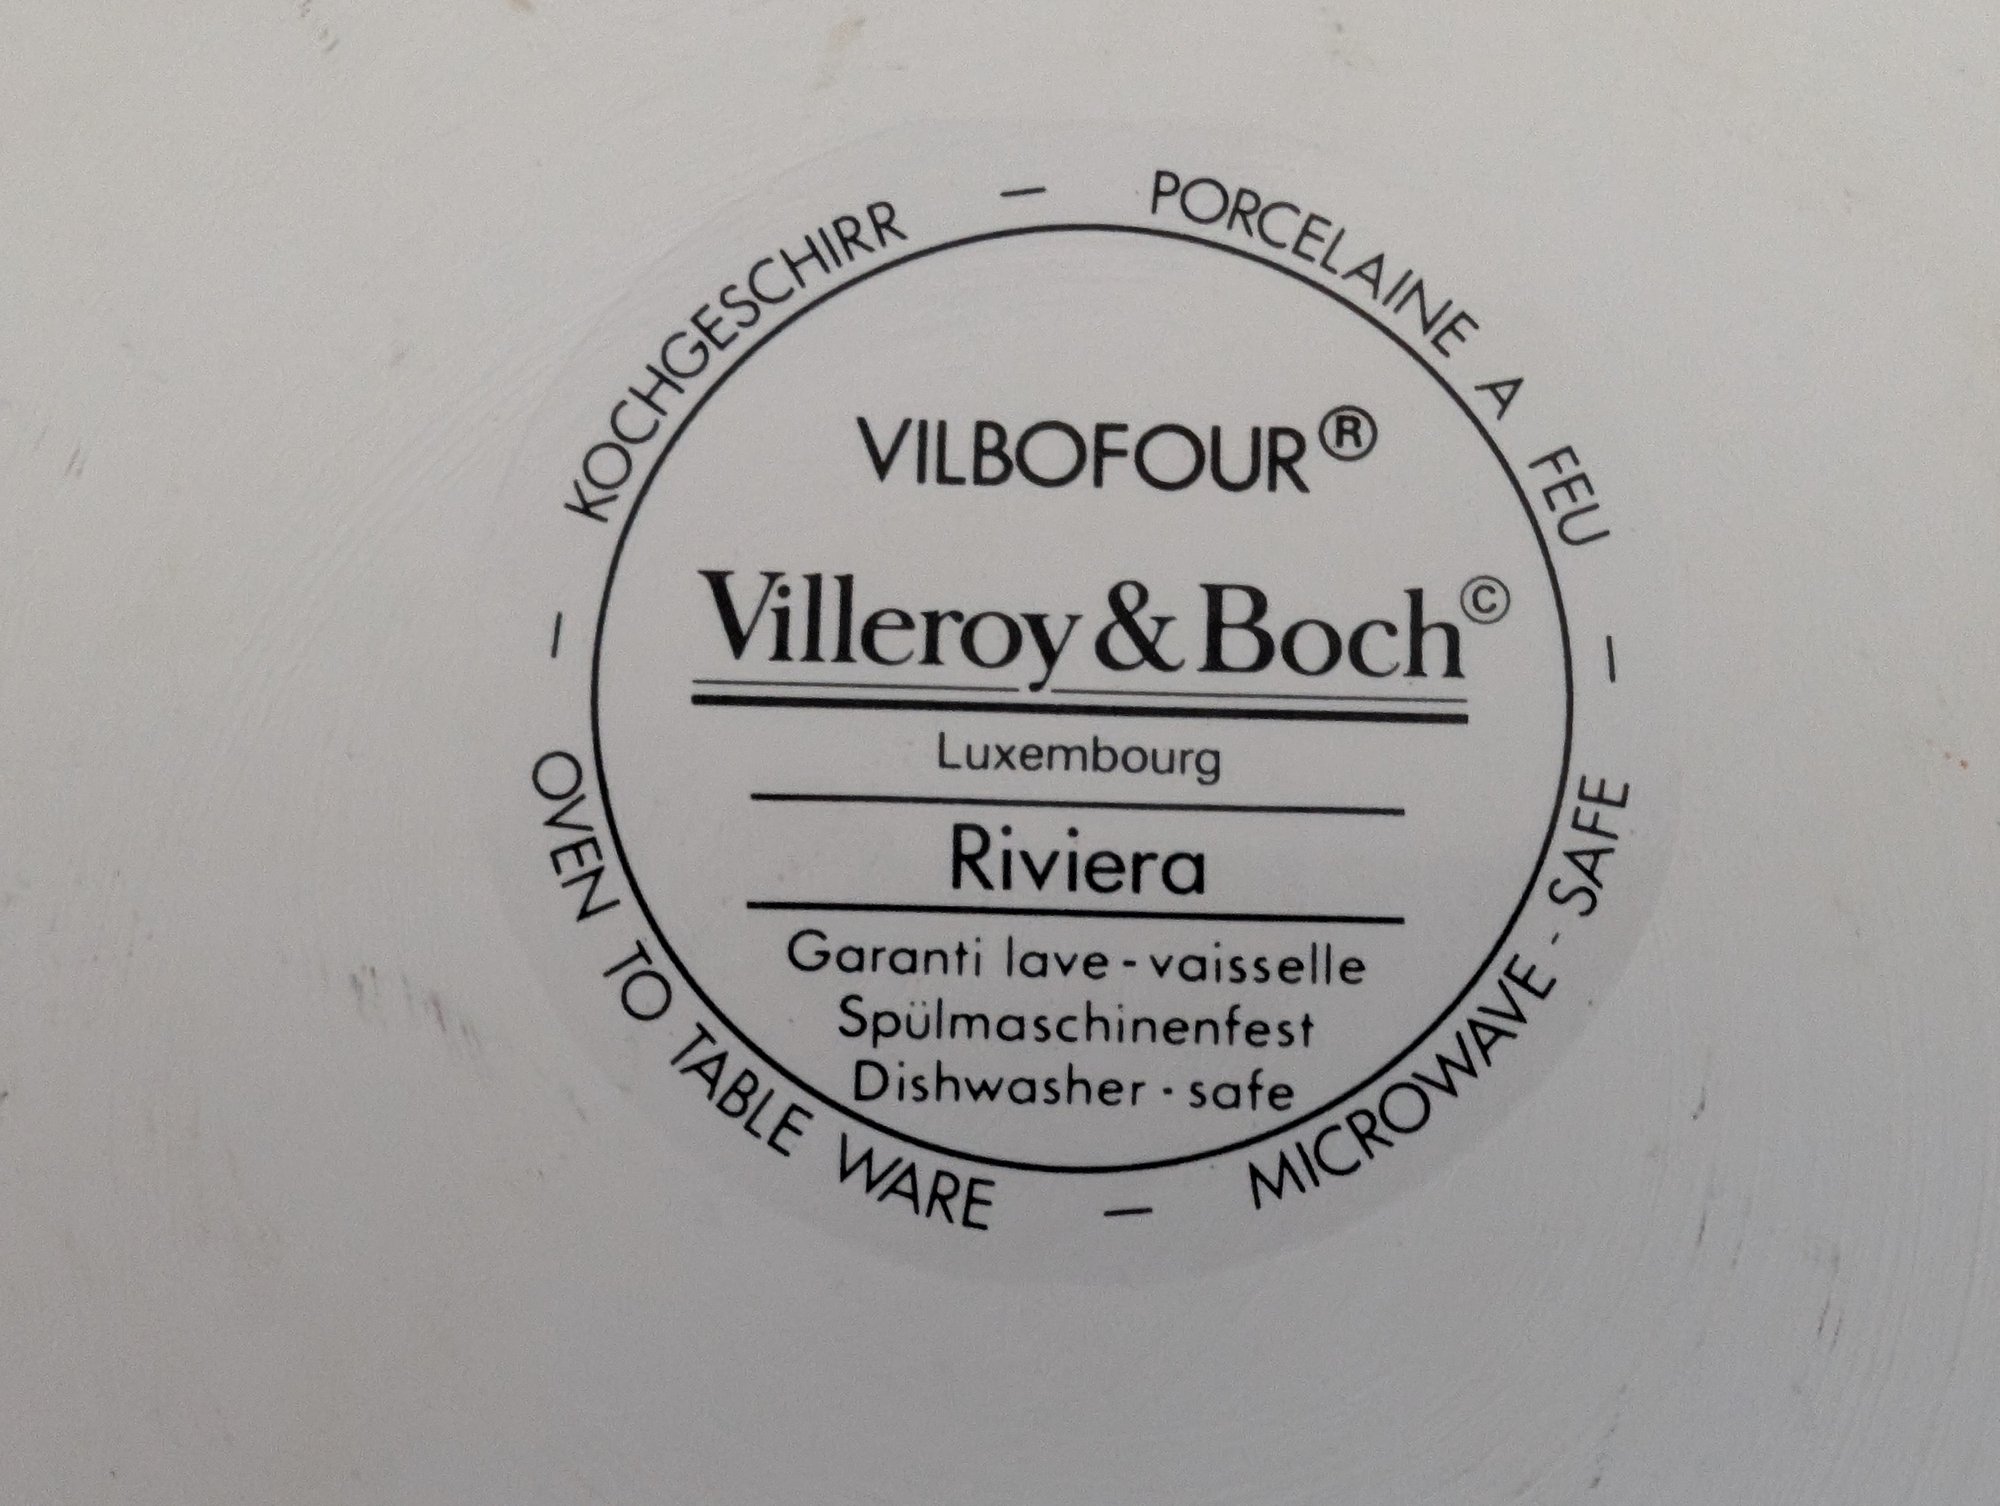 KOCHGESCHIRR – PORCELAINE A FEU – MICROWAVE-SAFE – OVEN TO TABLE WARE –
VILBOFOUR®
Villeroy & Boch©
Luxembourg
Riviera
Garanti lave-vaisselle
Spülmaschinenfest
Dishwasher-safe